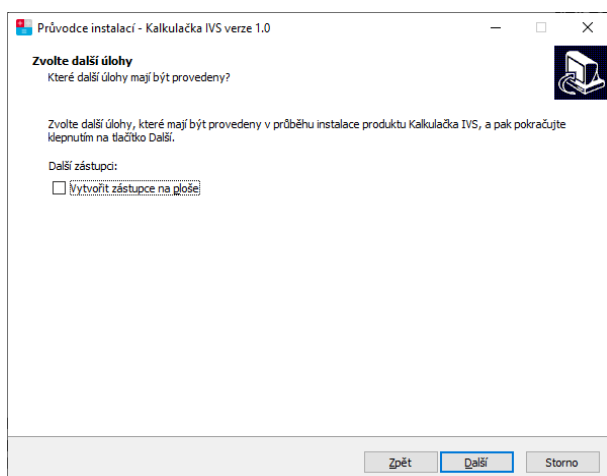 Průvodce instalací - Kalkulačka IVS verze 1.0
Zvolte další úlohy
Které další úlohy mají být provedeny?
Zvolte další úlohy, které mají být provedeny v průběhu instalace produktu Kalkulačka IVS, a pak pokračujte
klepnutím na tlačítko Další.
Další zástupci:
Vytvořit zástupce na ploše
Zpět
Další
Storno